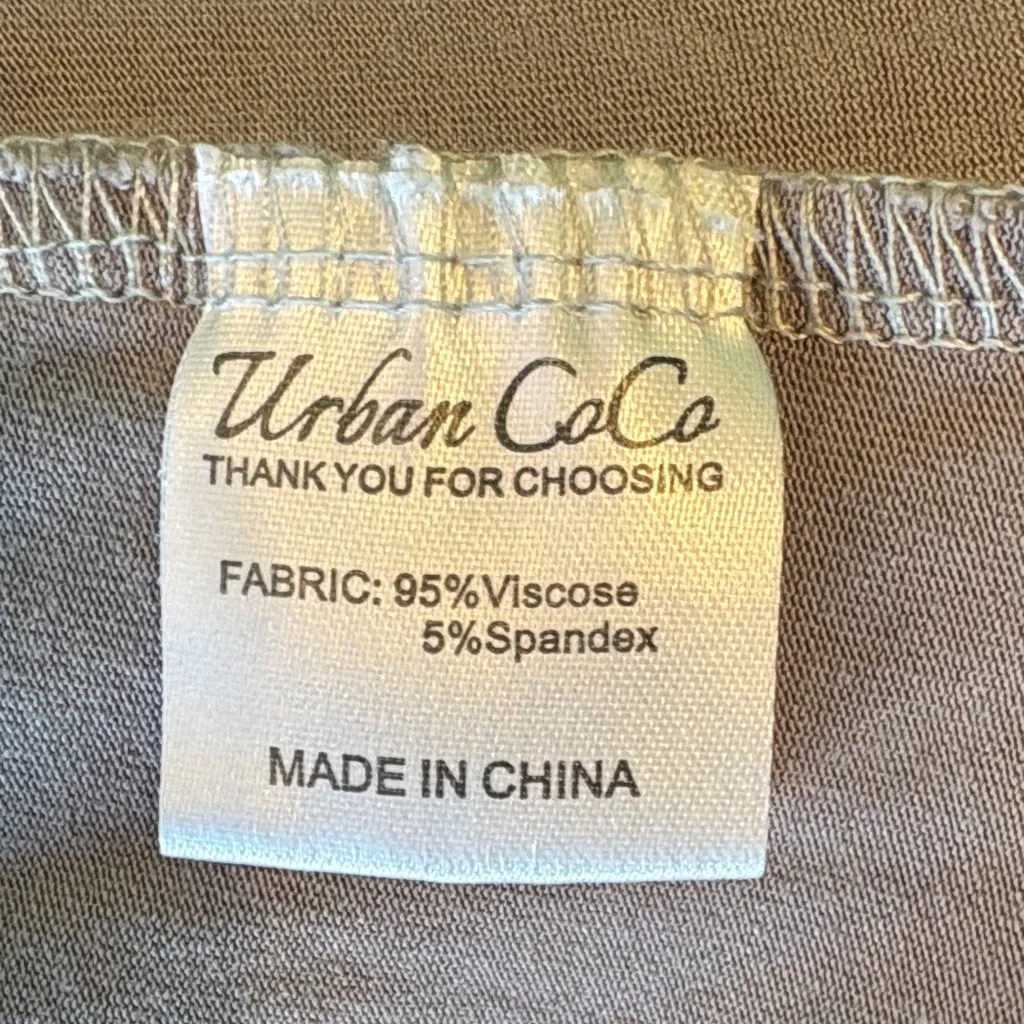 Urban CoCo
THANK YOU FOR CHOOSING
FABRIC: 95%Viscose
5%Spandex
MADE IN CHINA